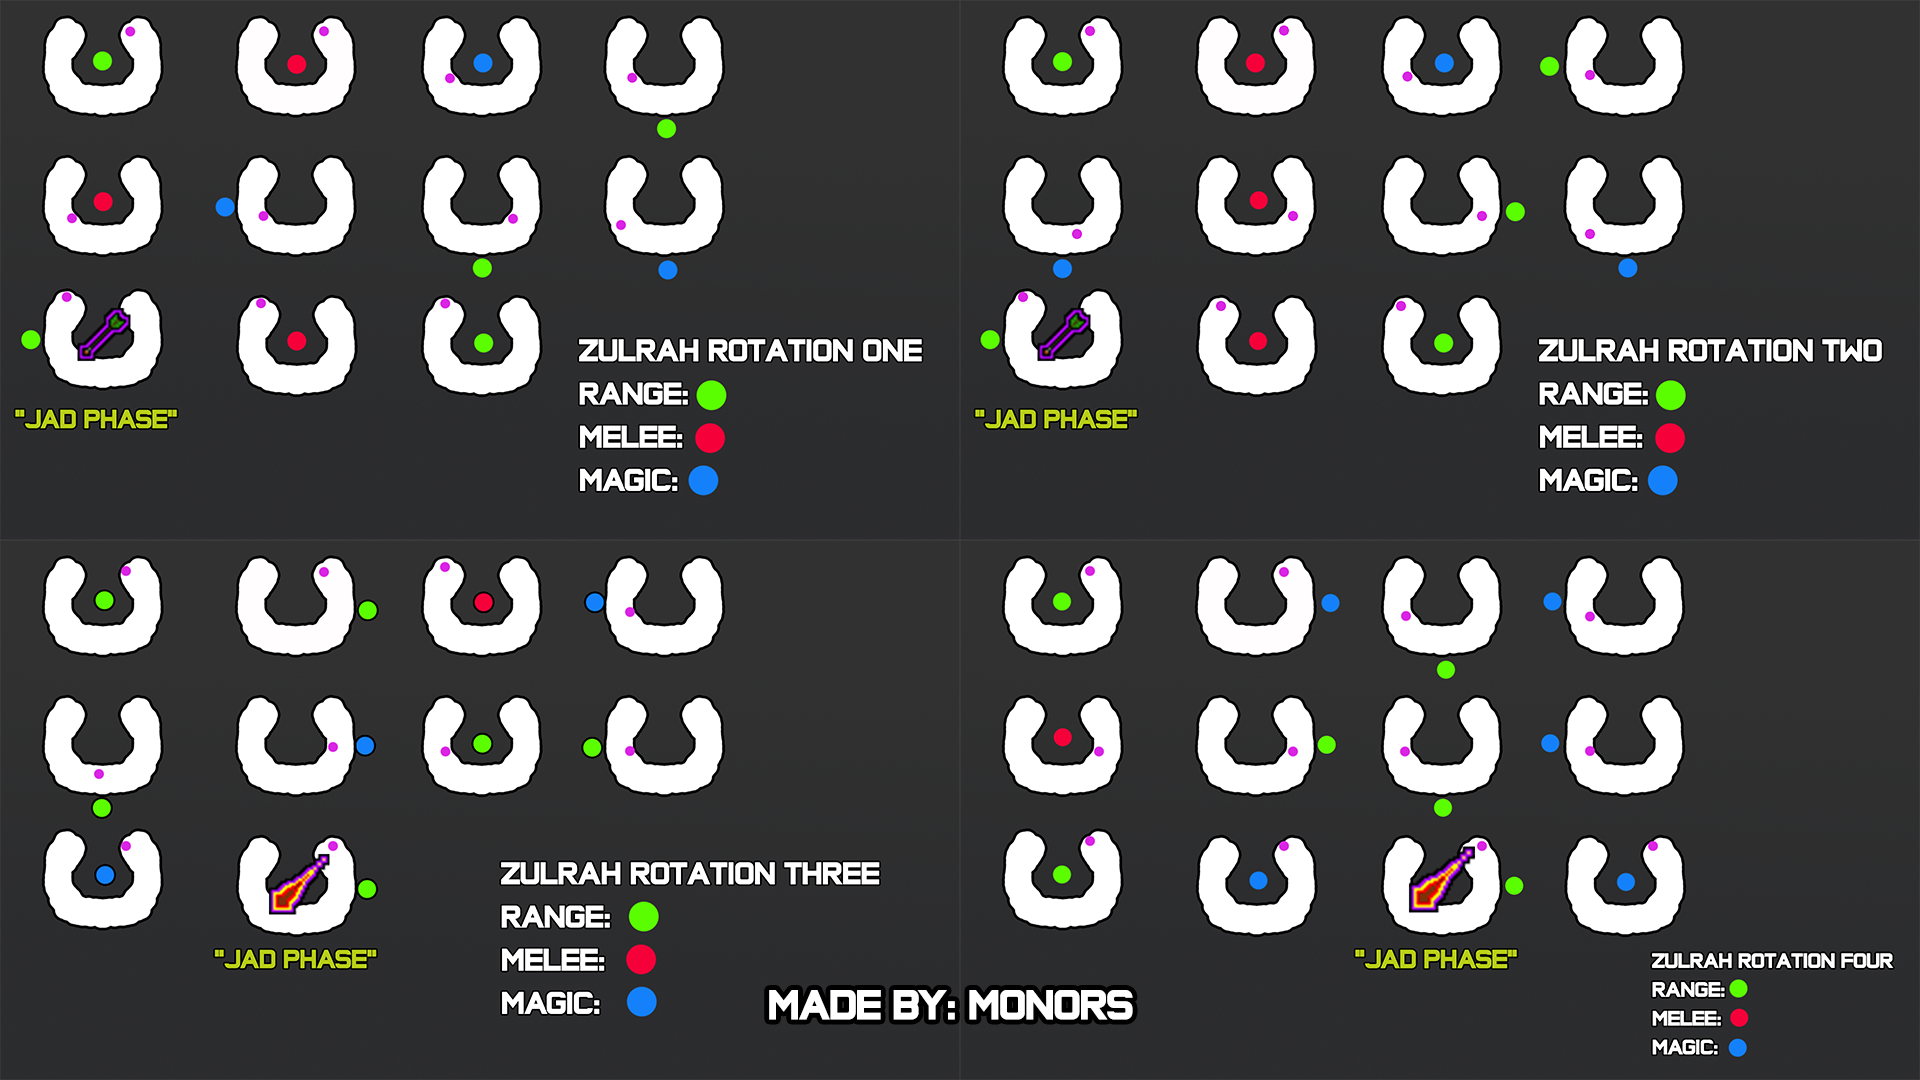 ZULRAH ROTATION ONE
RANGE:
MELEE:
MAGIC:
"JAD PHASE"
ZULRAH ROTATION TWO
RANGE:
MELEE:
MAGIC:
"JAD PHASE"
ZULRAH ROTATION THREE
RANGE:
MELEE:
MAGIC:
"JAD PHASE"
ZULRAH ROTATION FOUR
RANGE:
MELEE:
MAGIC:
"JAD PHASE"
MADE BY: MONORS